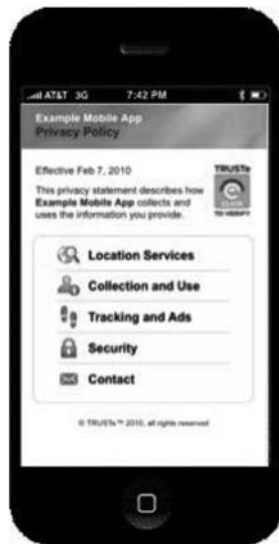 AT&T 3G 7:42 PM
Example Mobile App
Privacy Policy
Effective Feb 7, 2010
This privacy statement describes how
Example Mobile App collects and
uses the information you provide.
TRUSTe
CLICK
TO VERIFY
Location Services
Collection and Use
Tracking and Ads
Security
Contact
© TRUSTe™ 2010, all rights reserved